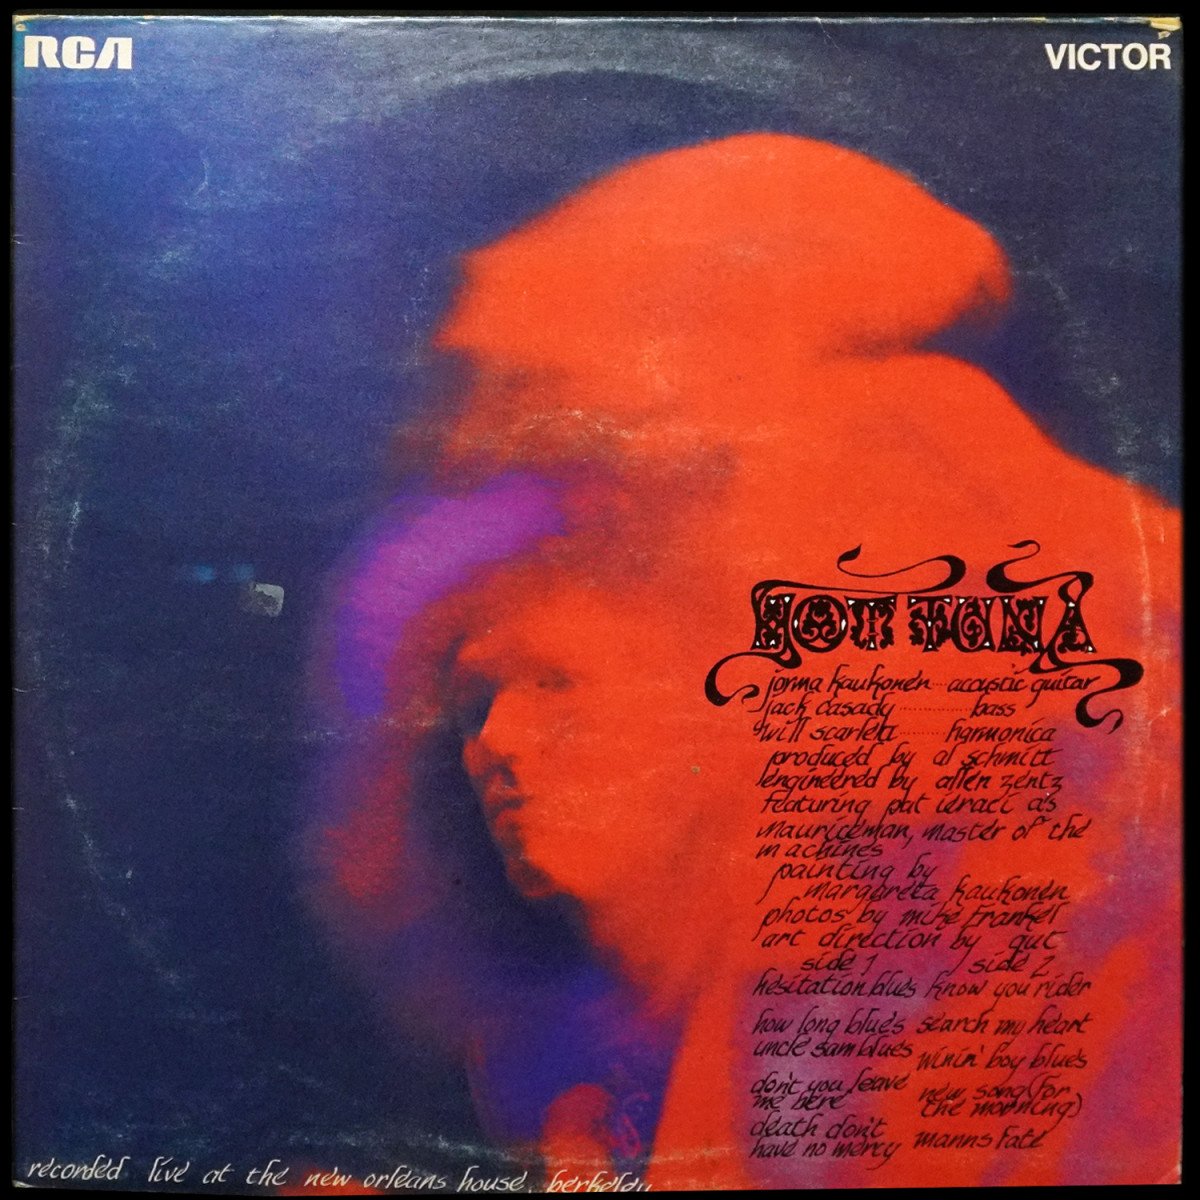 RCA VICTOR
HOT TUNA
jorma kaukonen acoustic guitar
jack casady bass
will scarlett harmonica
produced by al schmitt
engineered by allen zentz
featuring pat ieraci as
mauriceman, master of the
machines
painting by
margareta kaukonen
photos by mike frankel
art direction by gut
side 1 side 2
hesitation blues know you rider
how long blues search my heart
uncle sam blues winin' boy blues
don't you leave new song (for
me here the morning)
death don't
have no mercy manns fate
recorded live at the new orleans house, berkeley